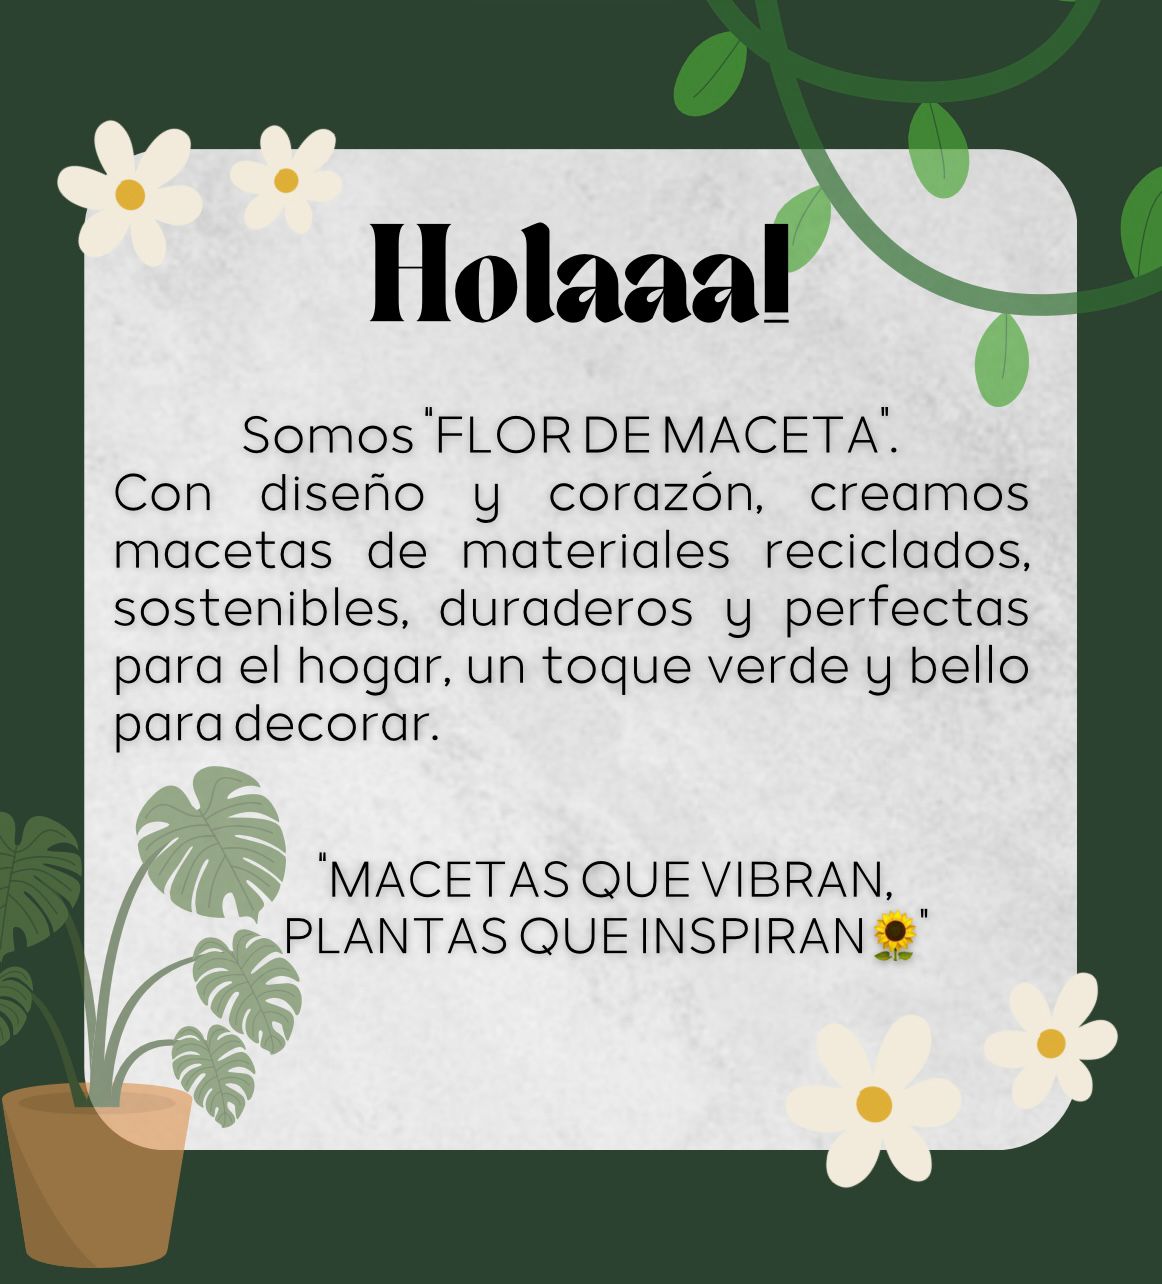 Holaaa!
Somos "FLOR DE MACETA".
Con diseño y corazón, creamos
macetas de materiales reciclados,
sostenibles, duraderos y perfectas
para el hogar, un toque verde y bello
para decorar.
"MACETAS QUE VIBRAN,
PLANTAS QUE INSPIRAN🌻"